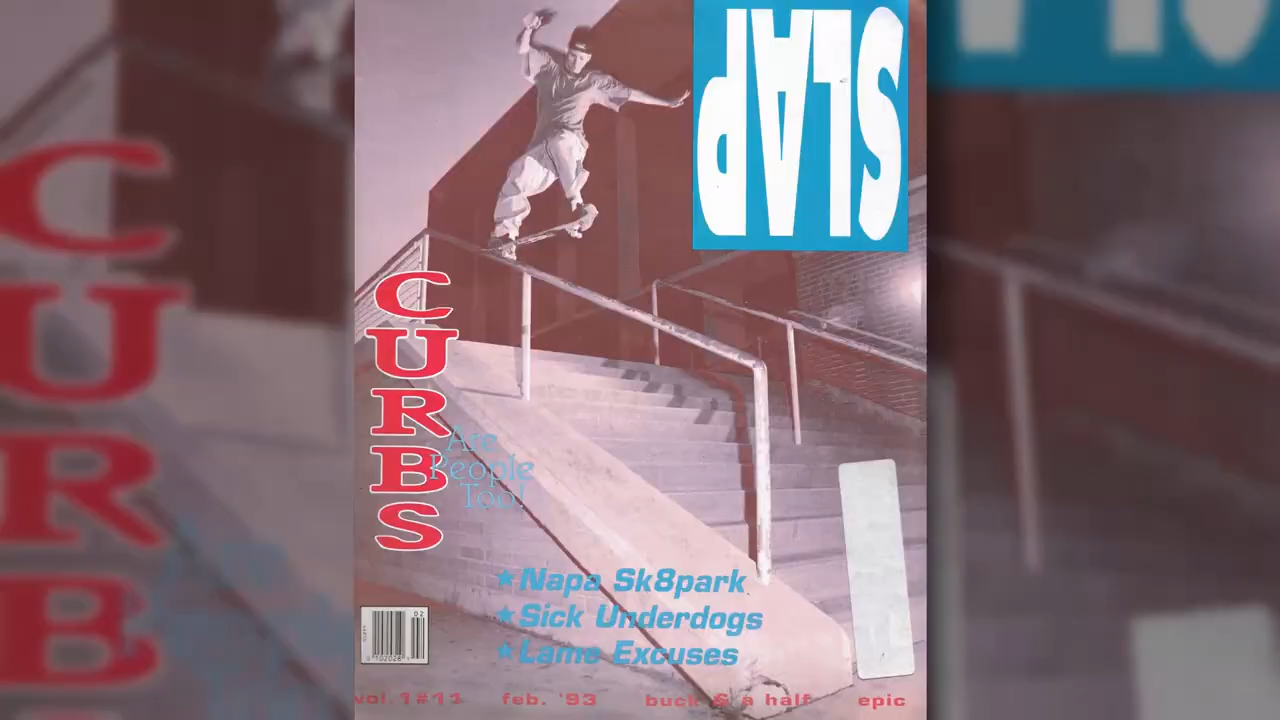 SLAP
CURBS
Are
People
Too!
★Napa Sk8park
★Sick Underdogs
★Lame Excuses
02
vol.1#11 feb. '93 buck & a half epic